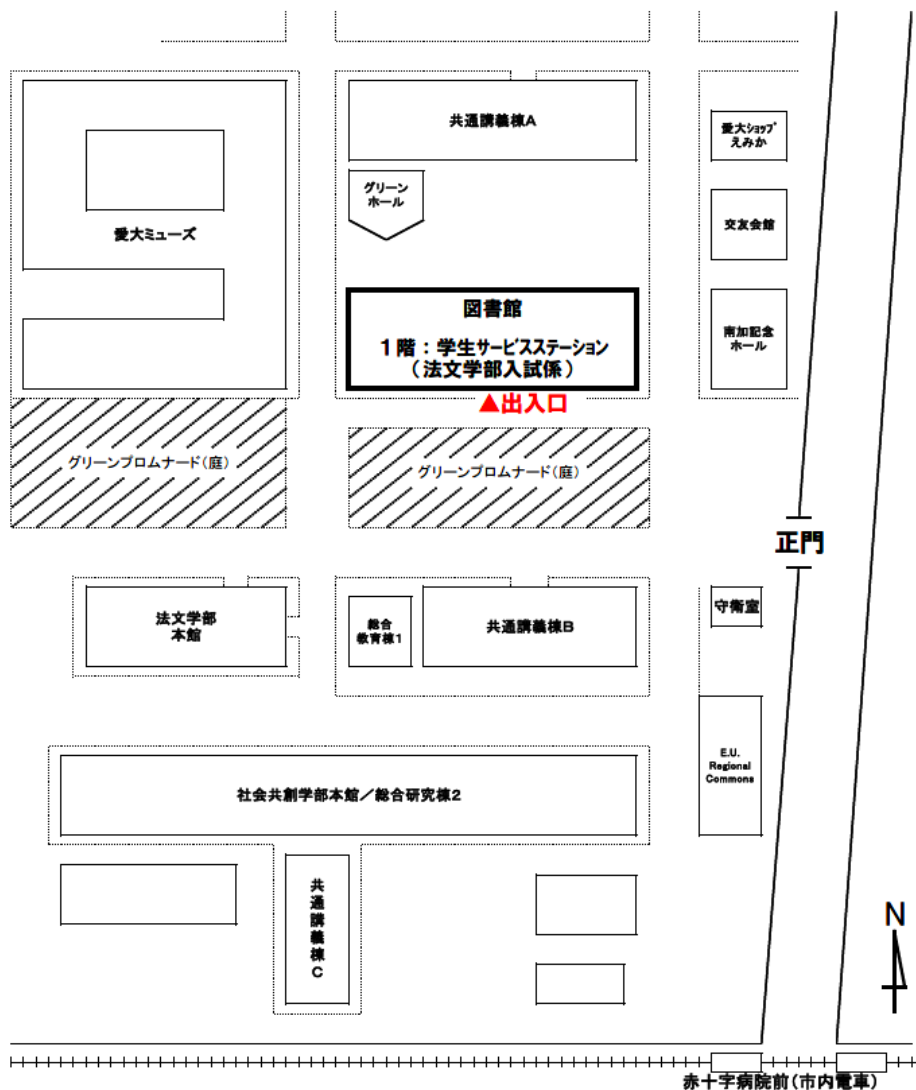 共通講義棟A
愛大ショップ
えみか
グリーン
ホール
交友会館
愛大ミューズ
図書館
1階：学生サービスステーション
（法文学部入試係）
南加記念
ホール
▲出入口
グリーンプロムナード（庭）
グリーンプロムナード（庭）
正門
法文学部
本館
総合
教育棟1
共通講義棟B
守衛室
E.U.
Regional
Commons
社会共創学部本館／総合研究棟2
共通講義棟C
N
赤十字病院前（市内電車）